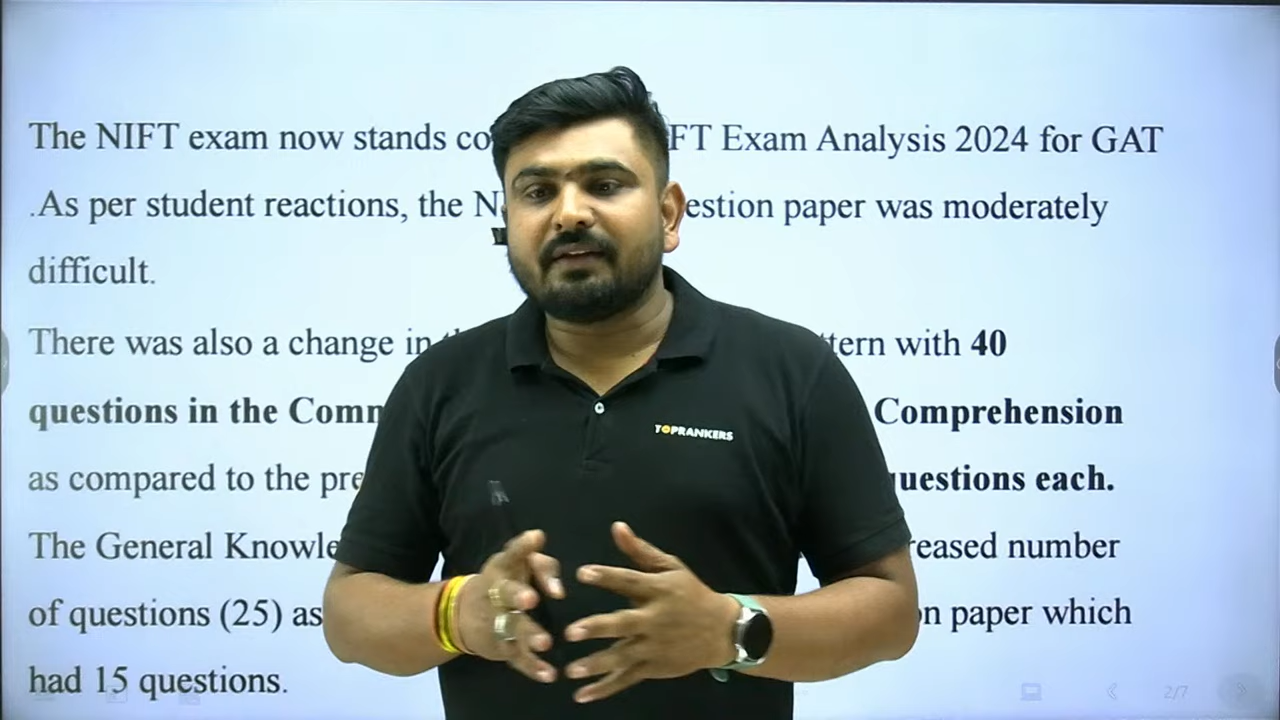 The NIFT exam now stands co FT Exam Analysis 2024 for GAT
.As per student reactions, the N estion paper was moderately
difficult.
There was also a change in th tern with 40
questions in the Comm Comprehension
as compared to the pre uestions each.
The General Knowle reased number
of questions (25) as n paper which
had 15 questions.
TOPRANKERS
2/7